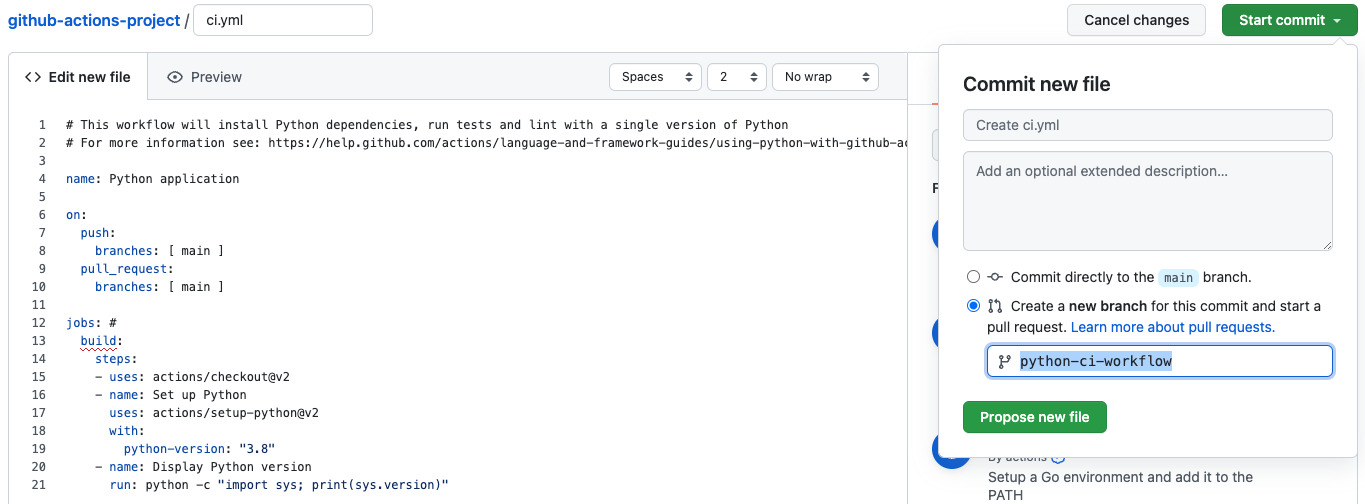 github-actions-project / ci.yml
Cancel changes
Start commit
<> Edit new file
Preview
Spaces
2
No wrap
1 # This workflow will install Python dependencies, run tests and lint with a single version of Python
2 # For more information see: https://help.github.com/actions/language-and-framework-guides/using-python-with-github-ac
3
4 name: Python application
5
6 on:
7 push:
8 branches: [ main ]
9 pull_request:
10 branches: [ main ]
11
12 jobs: #
13 build:
14 steps:
15 - uses: actions/checkout@v2
16 - name: Set up Python
17 uses: actions/setup-python@v2
18 with:
19 python-version: "3.8"
20 - name: Display Python version
21 run: python -c "import sys; print(sys.version)"
Commit new file
Create ci.yml
Add an optional extended description...
Commit directly to the main branch.
Create a new branch for this commit and start a
pull request. Learn more about pull requests.
python-ci-workflow
Propose new file
By actions
Setup a Go environment and add it to the
PATH